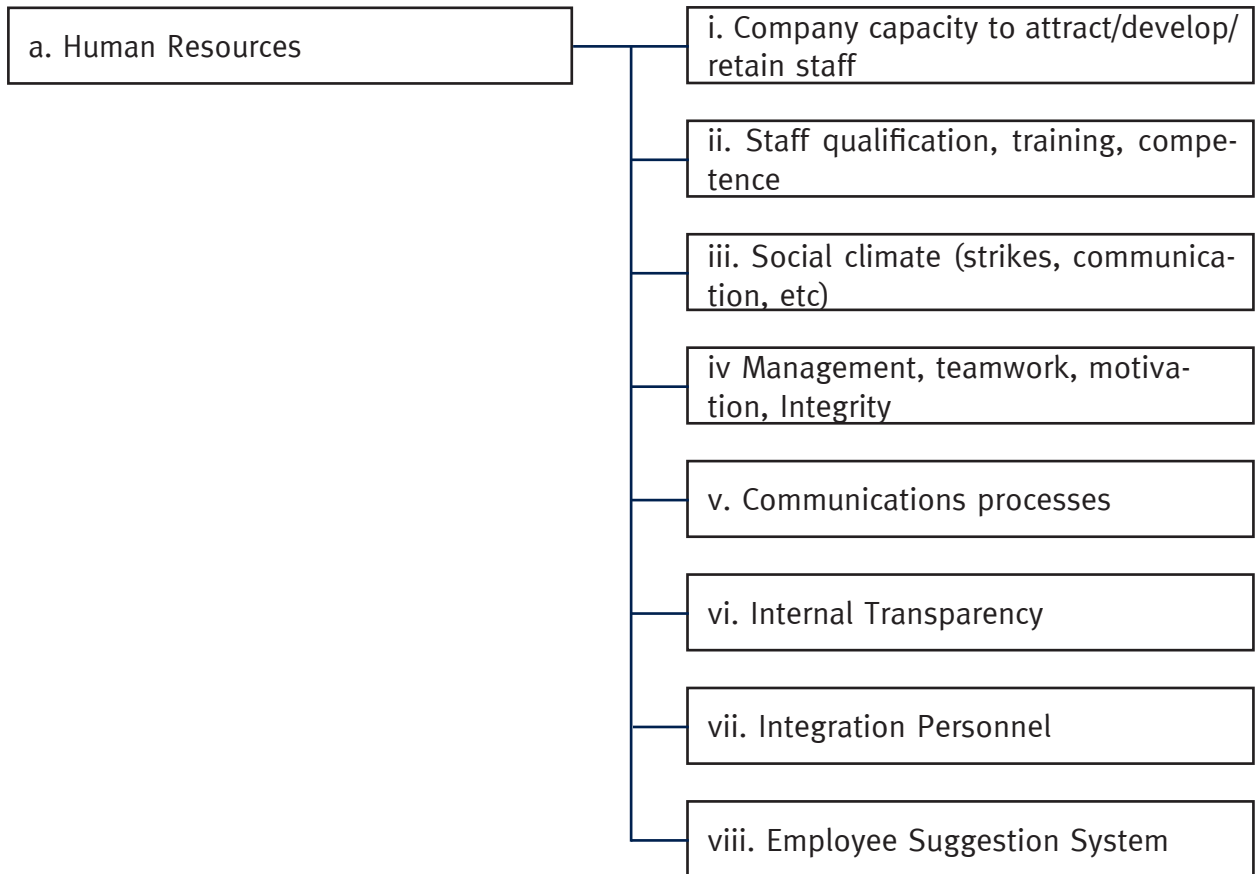 a. Human Resources
i. Company capacity to attract/develop/
retain staff
ii. Staff qualification, training, compe-
tence
iii. Social climate (strikes, communica-
tion, etc)
iv Management, teamwork, motiva-
tion, Integrity
v. Communications processes
vi. Internal Transparency
vii. Integration Personnel
viii. Employee Suggestion System